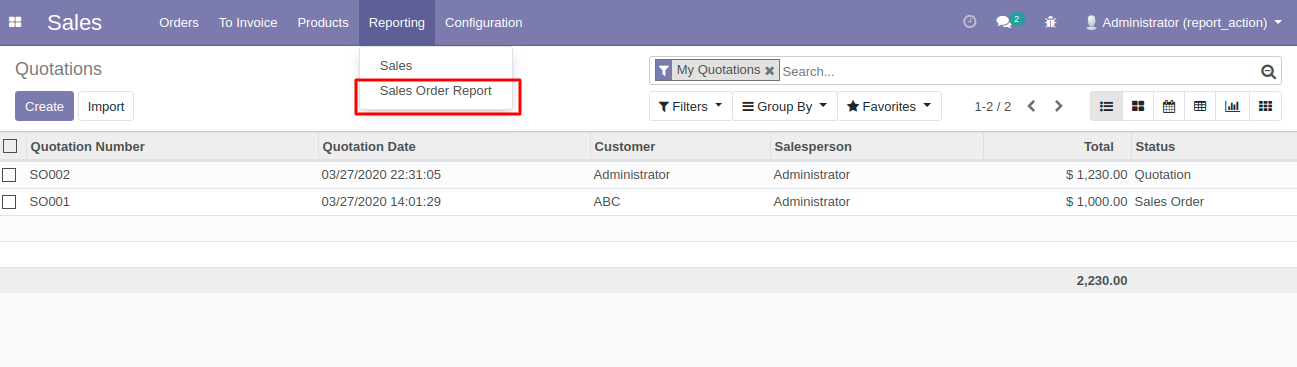 Sales Orders To Invoice Products Reporting Configuration 2 Administrator (report_action)
Sales
Sales Order Report
Quotations
My Quotations Search...
Create Import
Filters Group By Favorites 1-2 / 2
Quotation Number Quotation Date Customer Salesperson Total Status
SO002 03/27/2020 22:31:05 Administrator Administrator $ 1,230.00 Quotation
SO001 03/27/2020 14:01:29 ABC Administrator $ 1,000.00 Sales Order
2,230.00